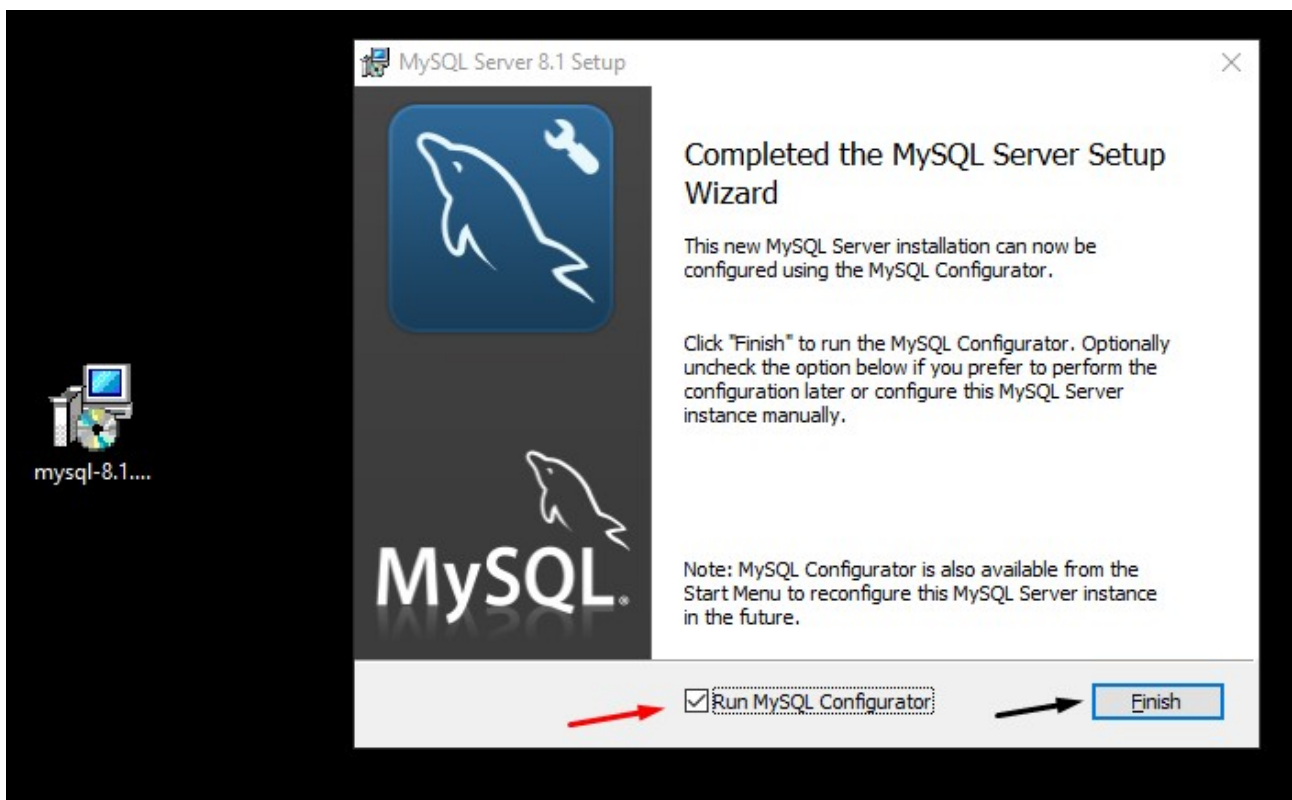 MySQL Server 8.1 Setup
Completed the MySQL Server Setup
Wizard
This new MySQL Server installation can now be
configured using the MySQL Configurator.
Click "Finish" to run the MySQL Configurator. Optionally
uncheck the option below if you prefer to perform the
configuration later or configure this MySQL Server
instance manually.
mysql-8.1....
MySQL®
Note: MySQL Configurator is also available from the
Start Menu to reconfigure this MySQL Server instance
in the future.
Run MySQL Configurator
Finish